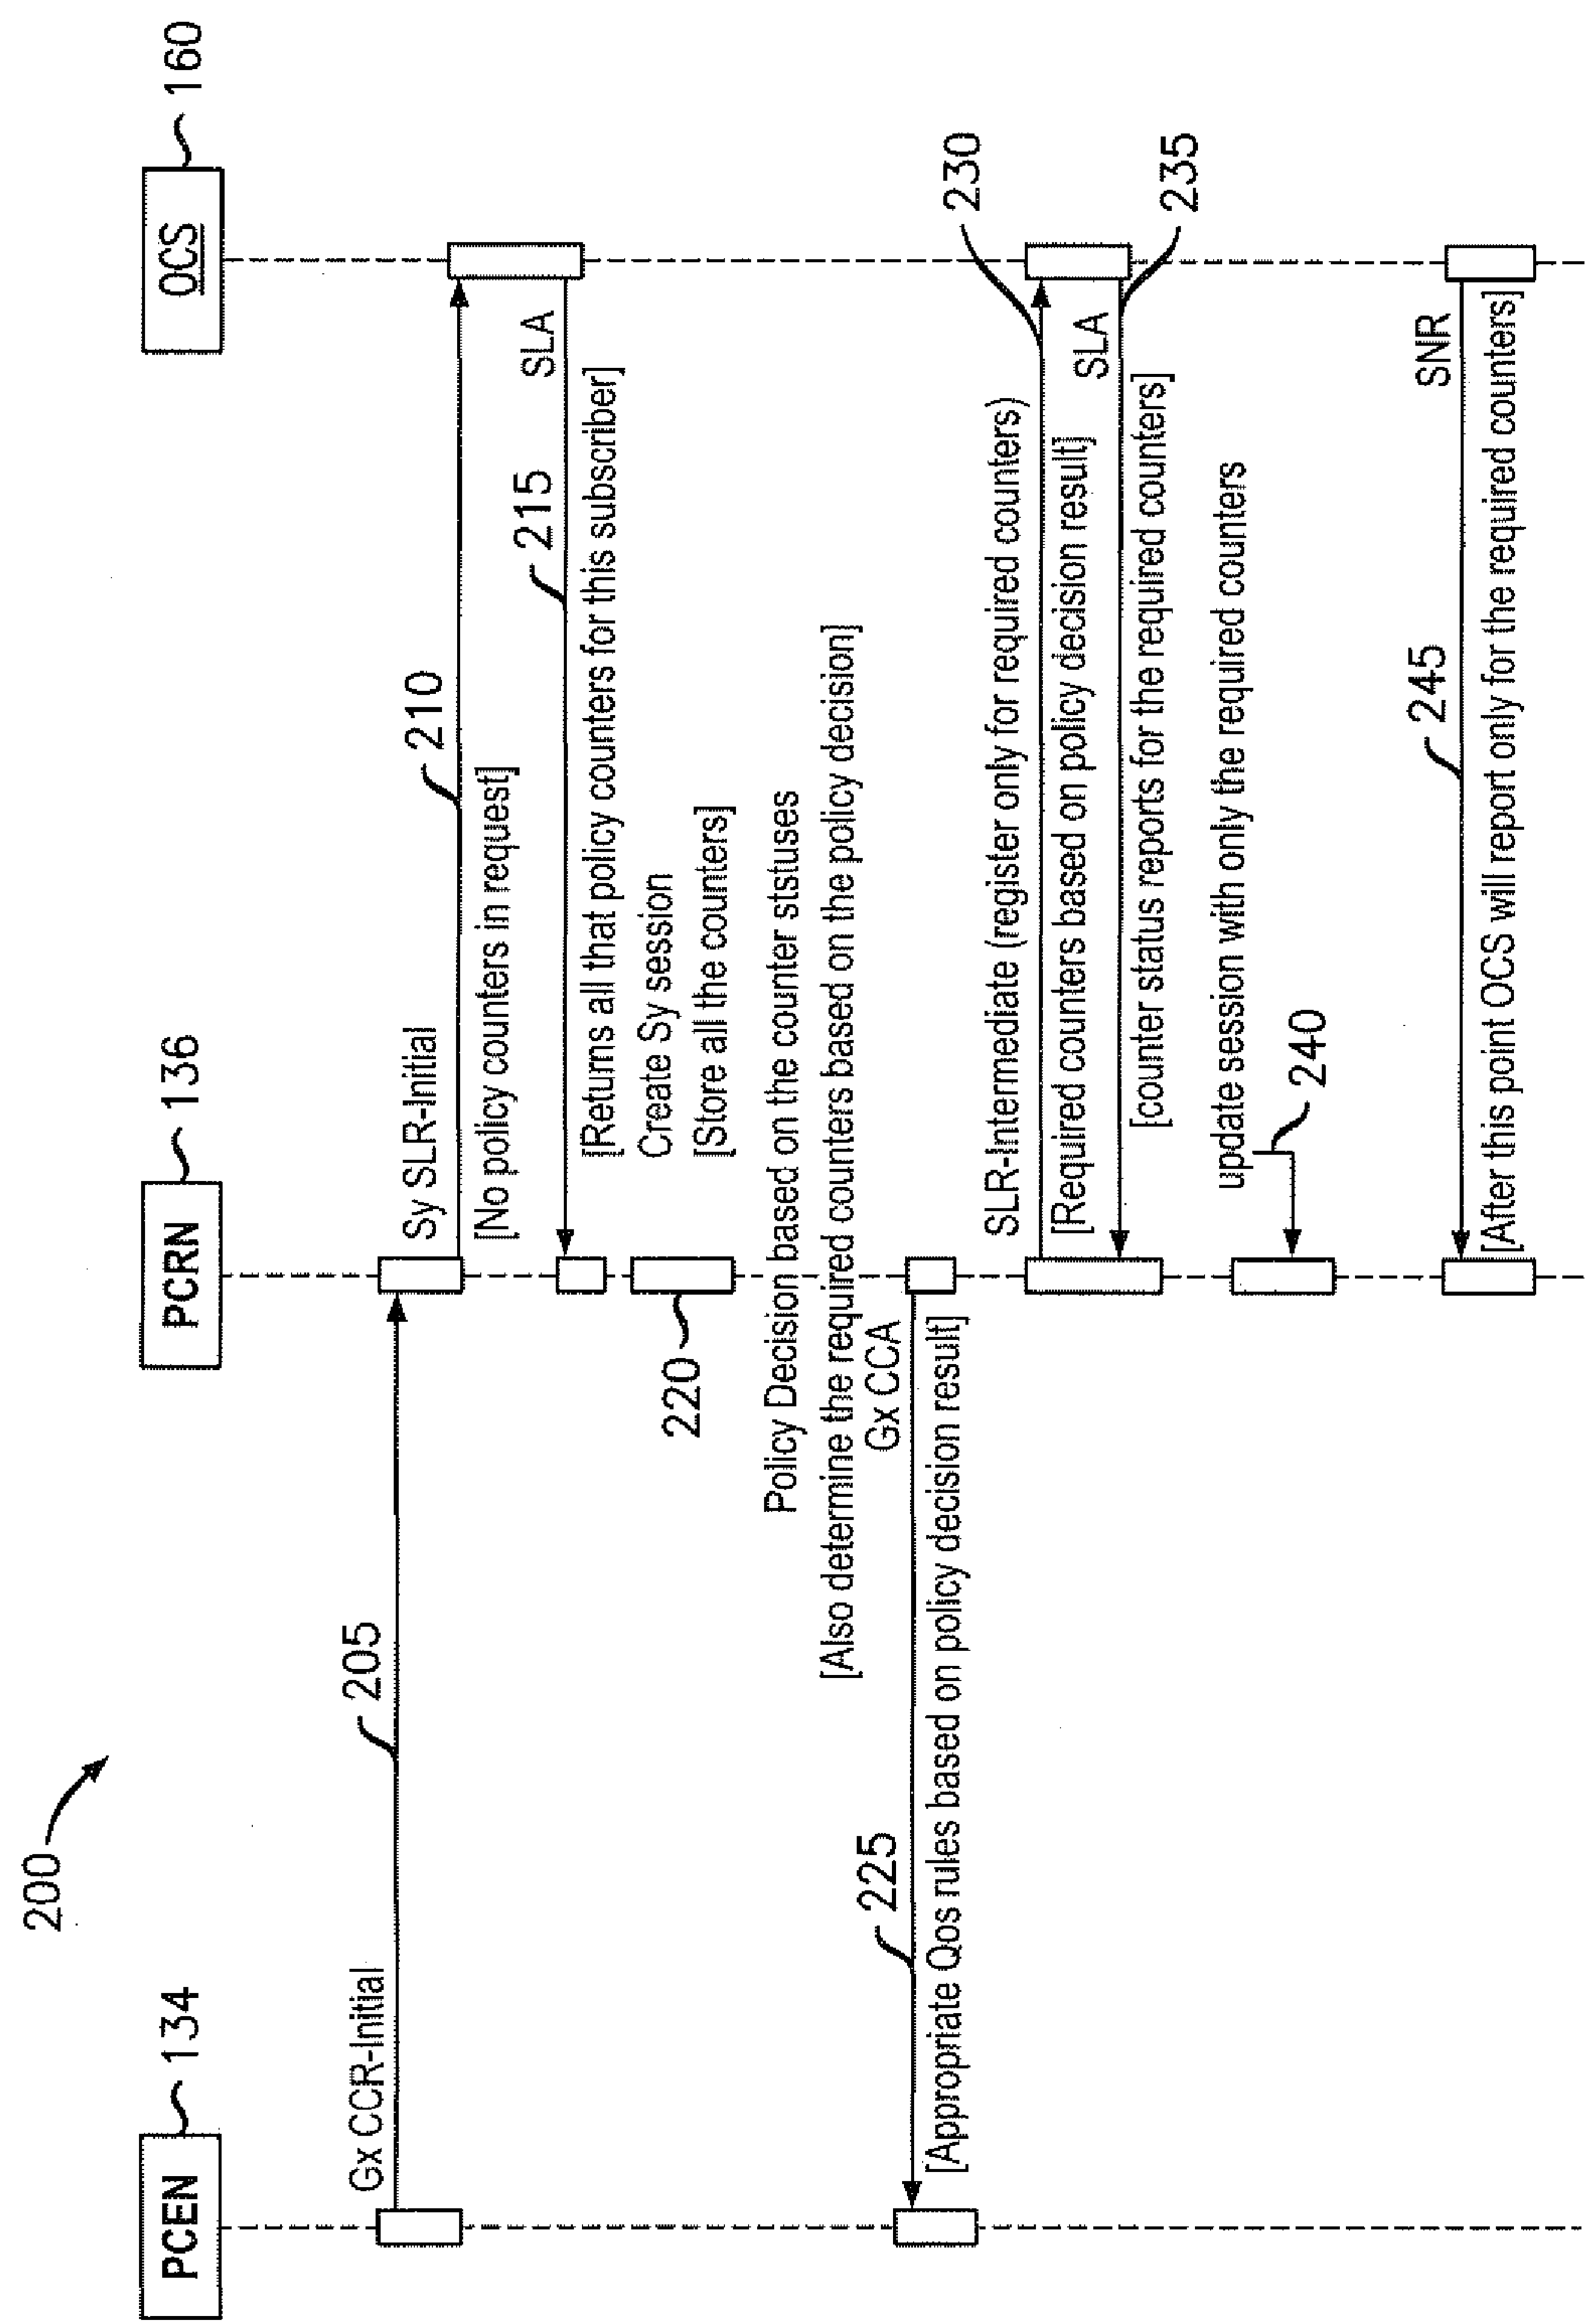 200
PCEN
134
PCRN
136
OCS
160
Gx CCR-Initial
205
Sy SLR-Initial
210
[No policy counters in request]
SLA
215
[Returns all that policy counters for this subscriber]
Create Sy session
[Store all the counters]
220
Policy Decision based on the counter ststuses
[Also determine the required counters based on the policy decision]
Gx CCA
225
[Appropriate Qos rules based on policy decision result]
SLR-Intermediate (register only for required counters)
230
[Required counters based on policy decision result]
SLA
235
[counter status reports for the required counters]
update session with only the required counters
240
SNR
245
[After this point OCS will report only for the required counters]